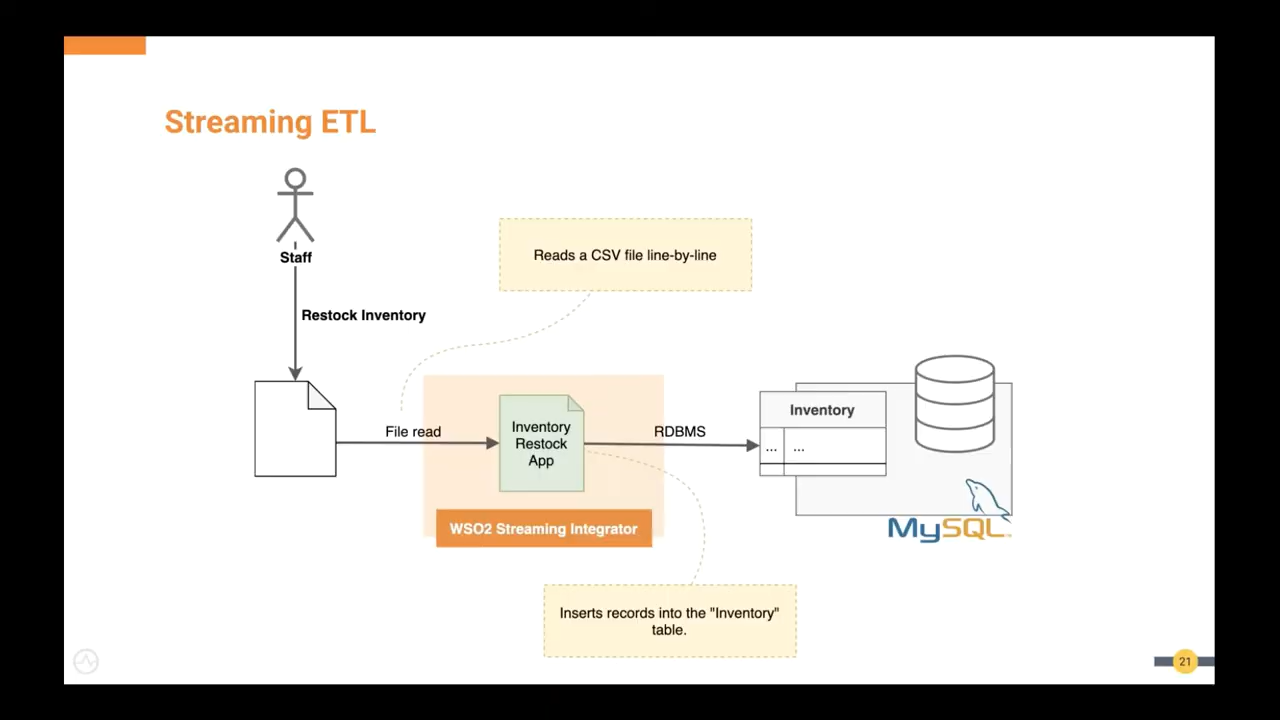 Streaming ETL
Staff
Reads a CSV file line-by-line
Restock Inventory
File read
Inventory
Restock
App
RDBMS
Inventory
...
...
WSO2 Streaming Integrator
MySQL
Inserts records into the "Inventory"
table.
21